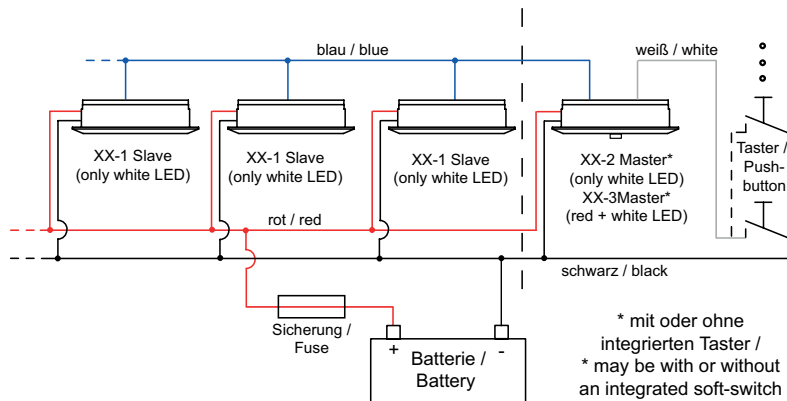 blau / blue
weiß / white
XX-1 Slave
(only white LED)
XX-1 Slave
(only white LED)
XX-1 Slave
(only white LED)
XX-2 Master*
(only white LED)
XX-3Master*
(red + white LED)
Taster /
Push-
button
rot / red
schwarz / black
Sicherung /
Fuse
+
-
Batterie /
Battery
* mit oder ohne
integrierten Taster /
* may be with or without
an integrated soft-switch